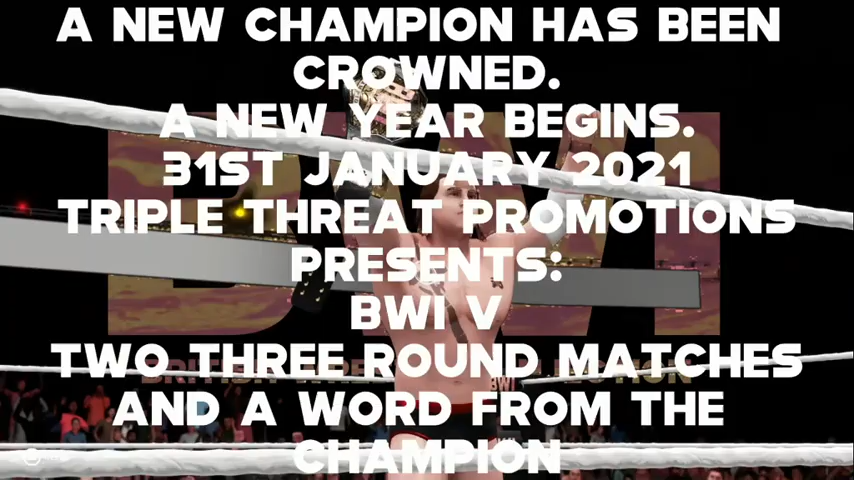 A NEW CHAMPION HAS BEEN
CROWNED.
A NEW YEAR BEGINS.
31ST JANUARY 2021
TRIPLE THREAT PROMOTIONS
PRESENTS:
BWI V
TWO THREE ROUND MATCHES
AND A WORD FROM THE
CHAMPION
BWI